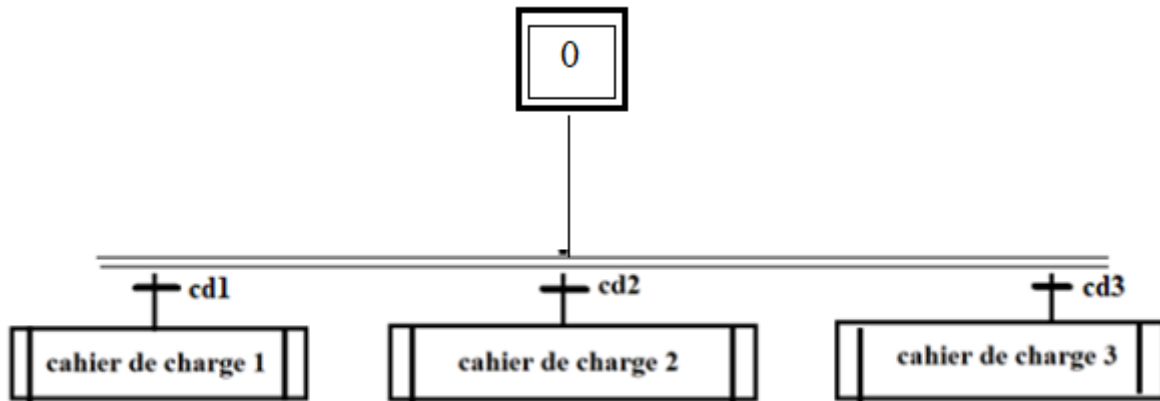 0
cd1
cd2
cd3
cahier de charge 1
cahier de charge 2
cahier de charge 3